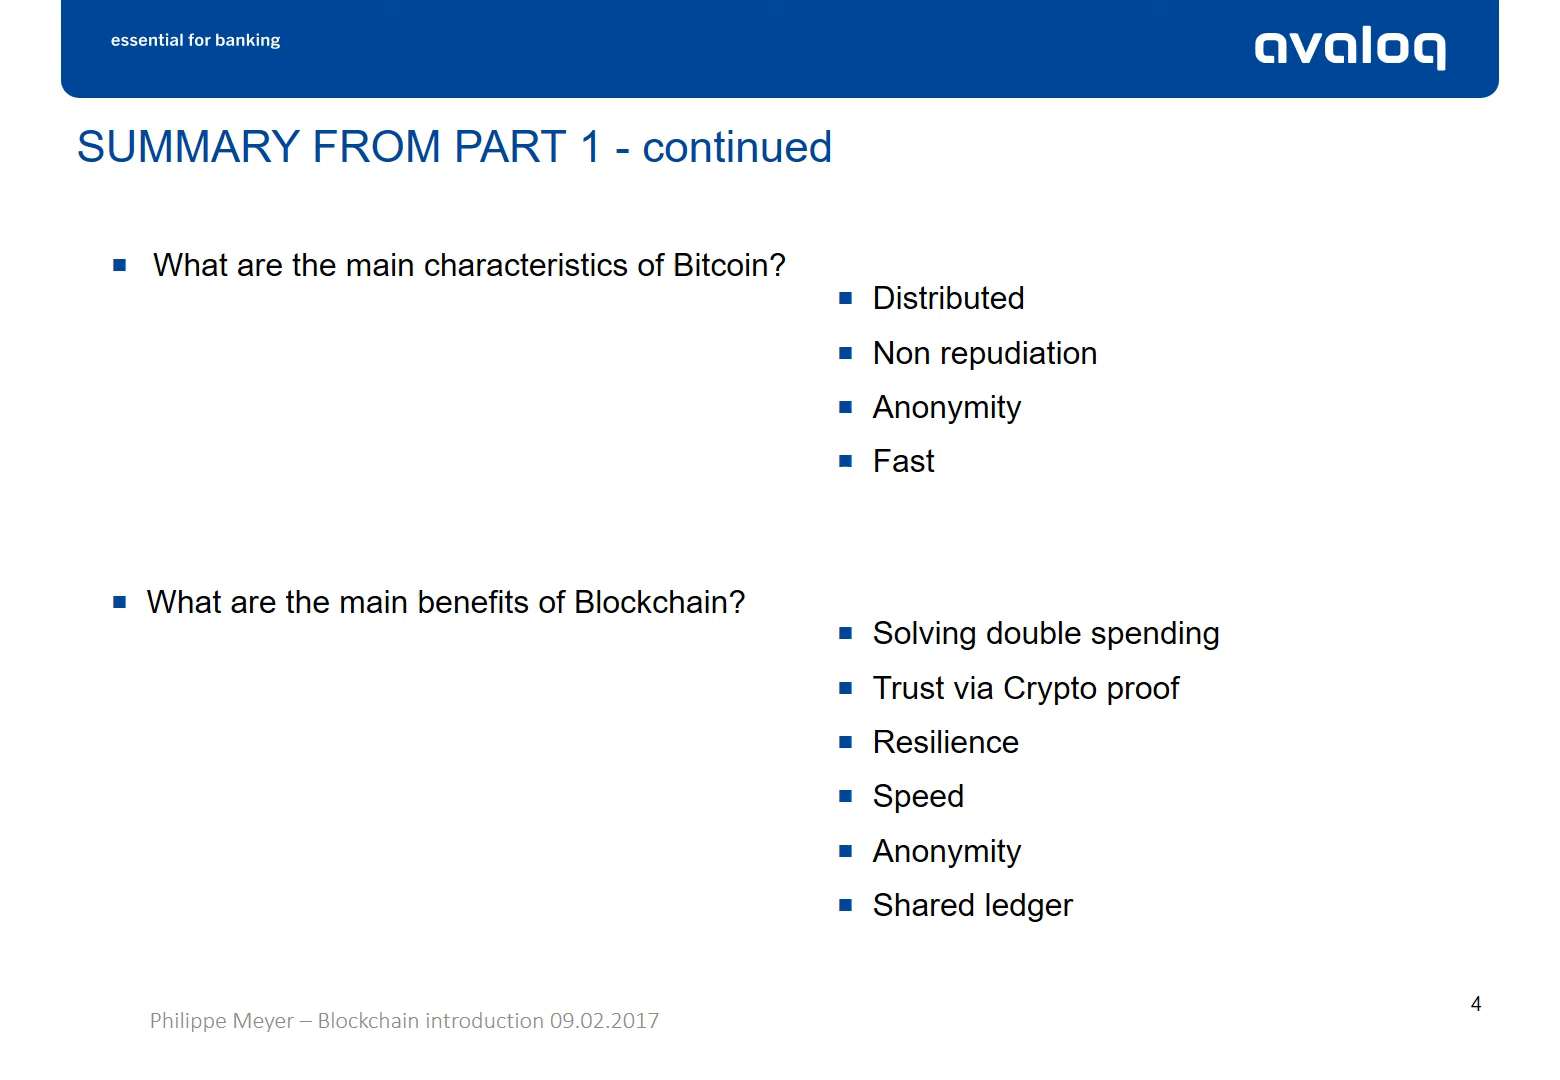 essential for banking
avaloq
SUMMARY FROM PART 1 - continued
What are the main characteristics of Bitcoin?
Distributed
Non repudiation
Anonymity
Fast
What are the main benefits of Blockchain?
Solving double spending
Trust via Crypto proof
Resilience
Speed
Anonymity
Shared ledger
Philippe Meyer – Blockchain introduction 09.02.2017
4